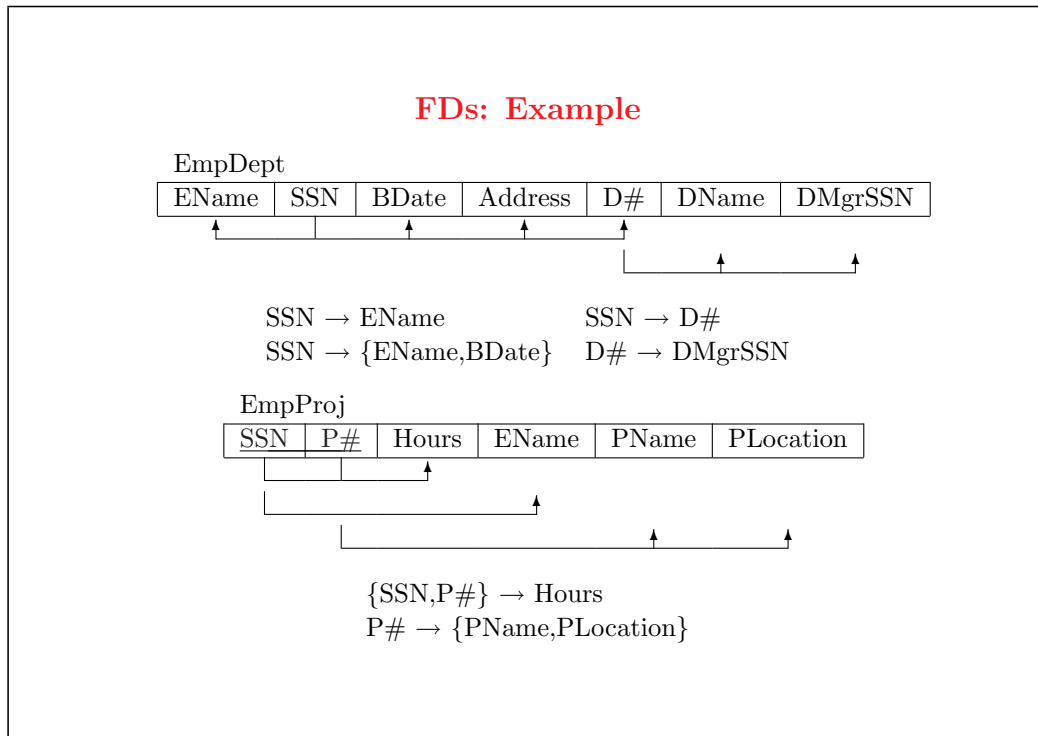 FDs: Example
EmpDept
EName SSN BDate Address D# DName DMgrSSN
SSN → EName SSN → D#
SSN → {EName,BDate} D# → DMgrSSN
EmpProj
SSN P# Hours EName PName PLocation
{SSN,P#} → Hours
P# → {PName,PLocation}